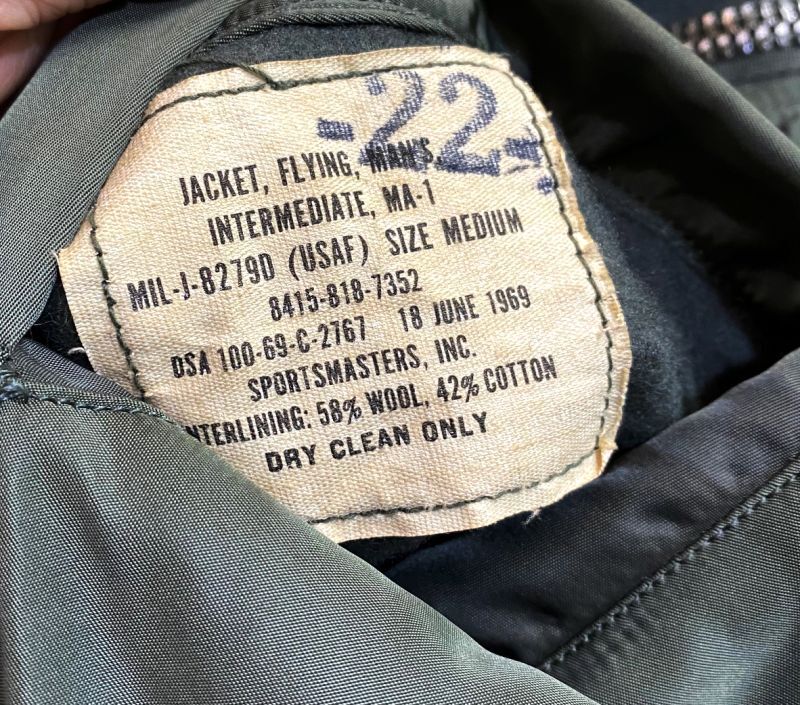 -22-
JACKET, FLYING, MAN'S,
INTERMEDIATE, MA-1
MIL-J-8279D (USAF) SIZE MEDIUM
8415-818-7352
DSA 100-69-C-2767 18 JUNE 1969
SPORTSMASTERS, INC.
NTERLINING: 58% WOOL, 42% COTTON
DRY CLEAN ONLY